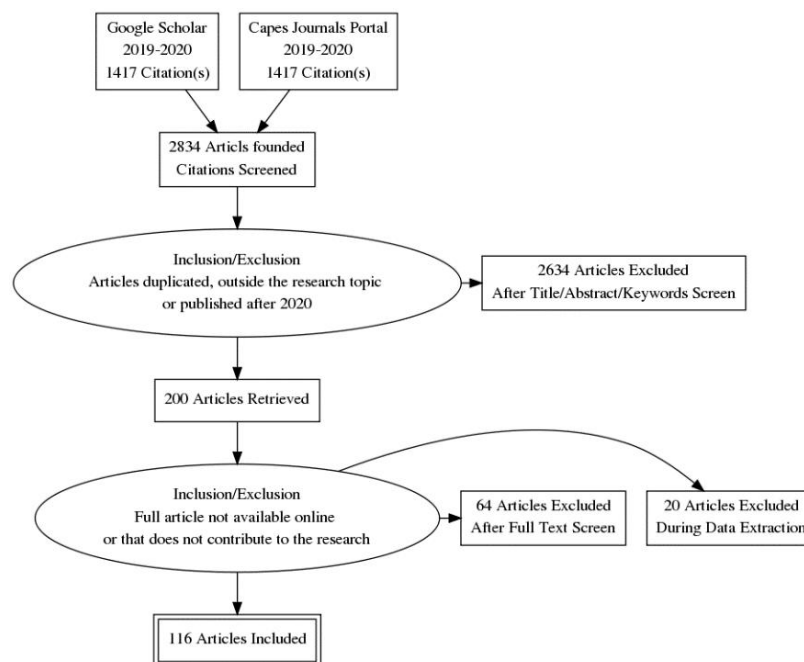 Google Scholar
2019-2020
1417 Citation(s)
Capes Journals Portal
2019-2020
1417 Citation(s)
2834 Articls founded
Citations Screened
Inclusion/Exclusion
Articles duplicated, outside the research topic
or published after 2020
2634 Articles Excluded
After Title/Abstract/Keywords Screen
200 Articles Retrieved
Inclusion/Exclusion
Full article not available online
or that does not contribute to the research
64 Articles Excluded
After Full Text Screen
20 Articles Excluded
During Data Extraction
116 Articles Included